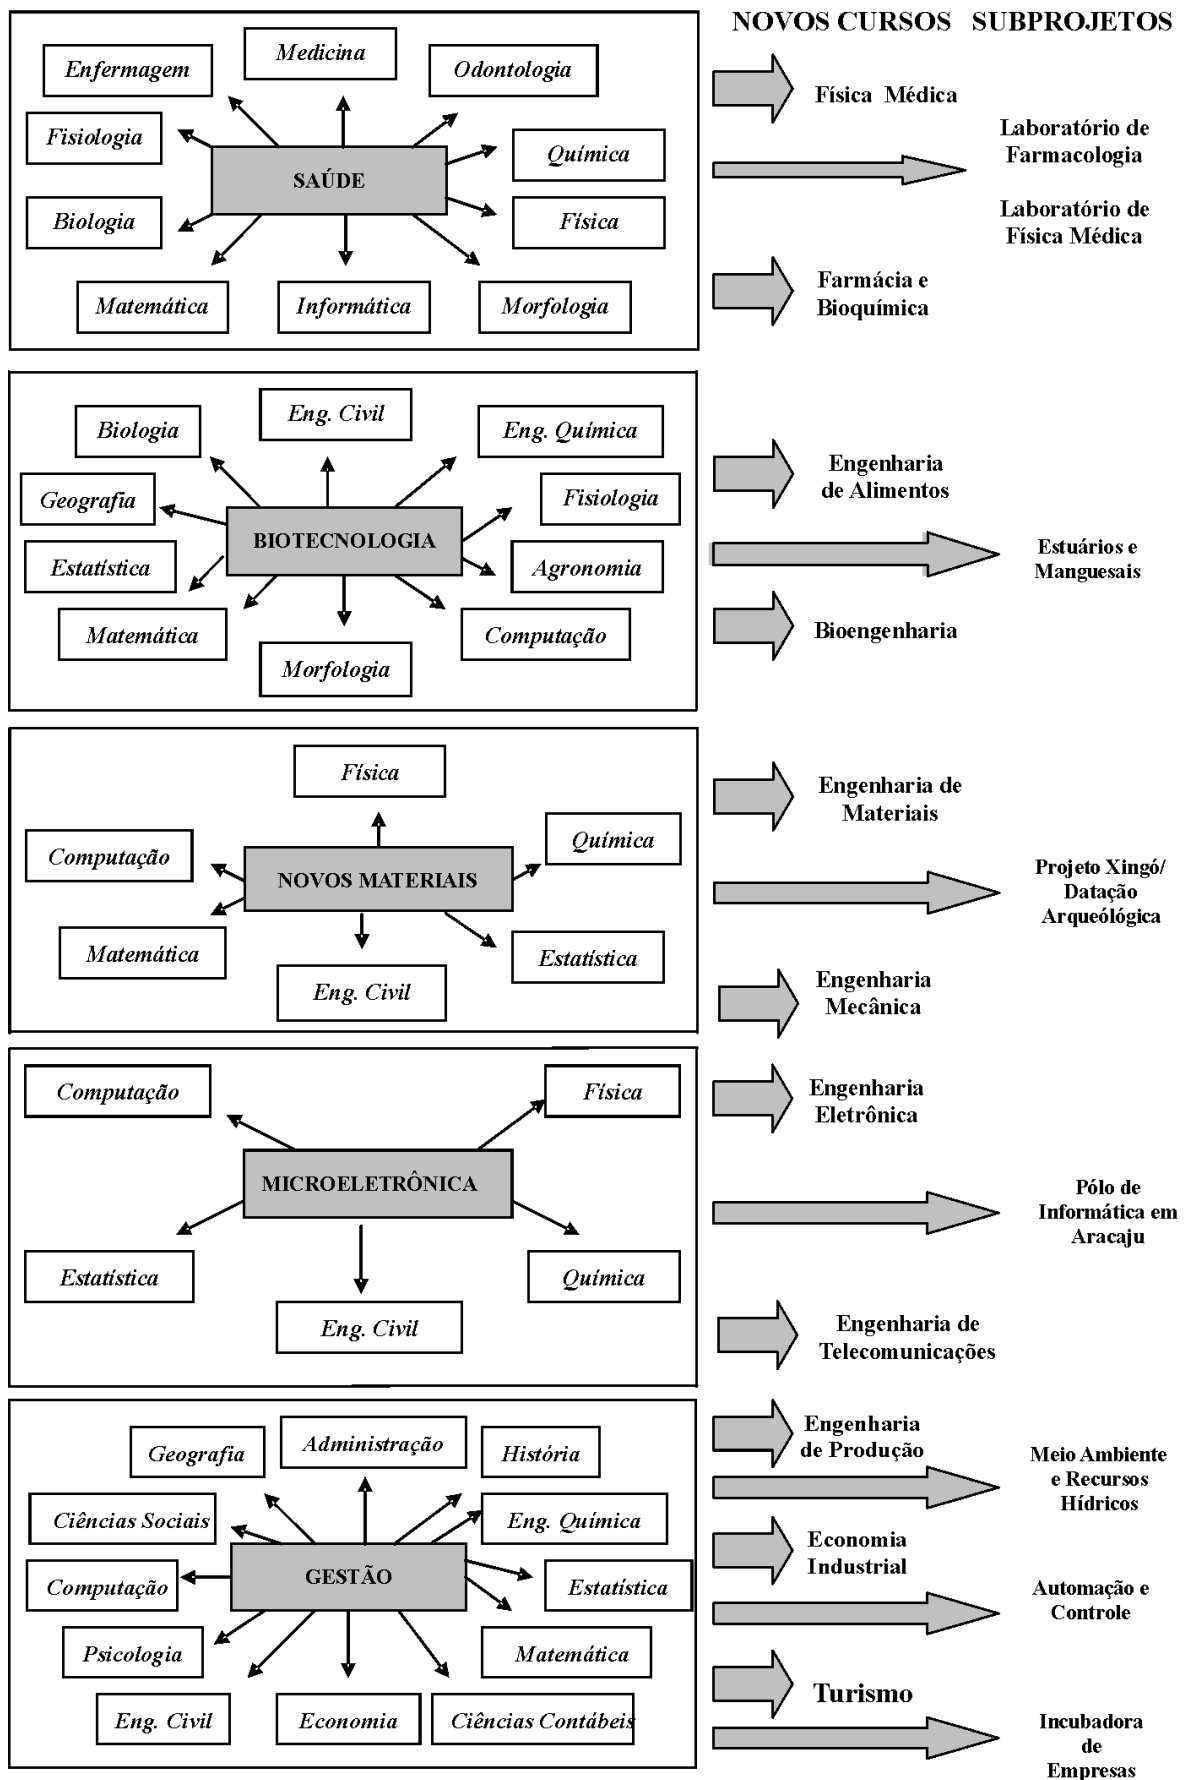 NOVOS CURSOS SUBPROJETOS
Enfermagem
Medicina
Odontologia
Fisiologia
Química
SAÚDE
Biologia
Física
Matemática
Informática
Morfologia
Física Médica
Laboratório de
Farmacologia
Laboratório de
Física Médica
Farmácia e
Bioquímica
Biologia
Eng. Civil
Eng. Química
Geografia
Fisiologia
BIOTECNOLOGIA
Estatística
Agronomia
Matemática
Computação
Morfologia
Engenharia
de Alimentos
Estuários e
Manguesais
Bioengenharia
Física
Computação
Química
NOVOS MATERIAIS
Matemática
Estatística
Eng. Civil
Engenharia de
Materiais
Projeto Xingó/
Datação
Arqueólógica
Engenharia
Mecânica
Computação
Física
MICROELETRÔNICA
Estatística
Química
Eng. Civil
Engenharia
Eletrônica
Pólo de
Informática em
Aracaju
Engenharia de
Telecomunicações
Geografia
Administração
História
Ciências Sociais
Eng. Química
GESTÃO
Computação
Estatística
Psicologia
Matemática
Eng. Civil
Economia
Ciências Contábeis
Engenharia
de Produção
Meio Ambiente
e Recursos
Hídricos
Economia
Industrial
Automação e
Controle
Turismo
Incubadora
de
Empresas